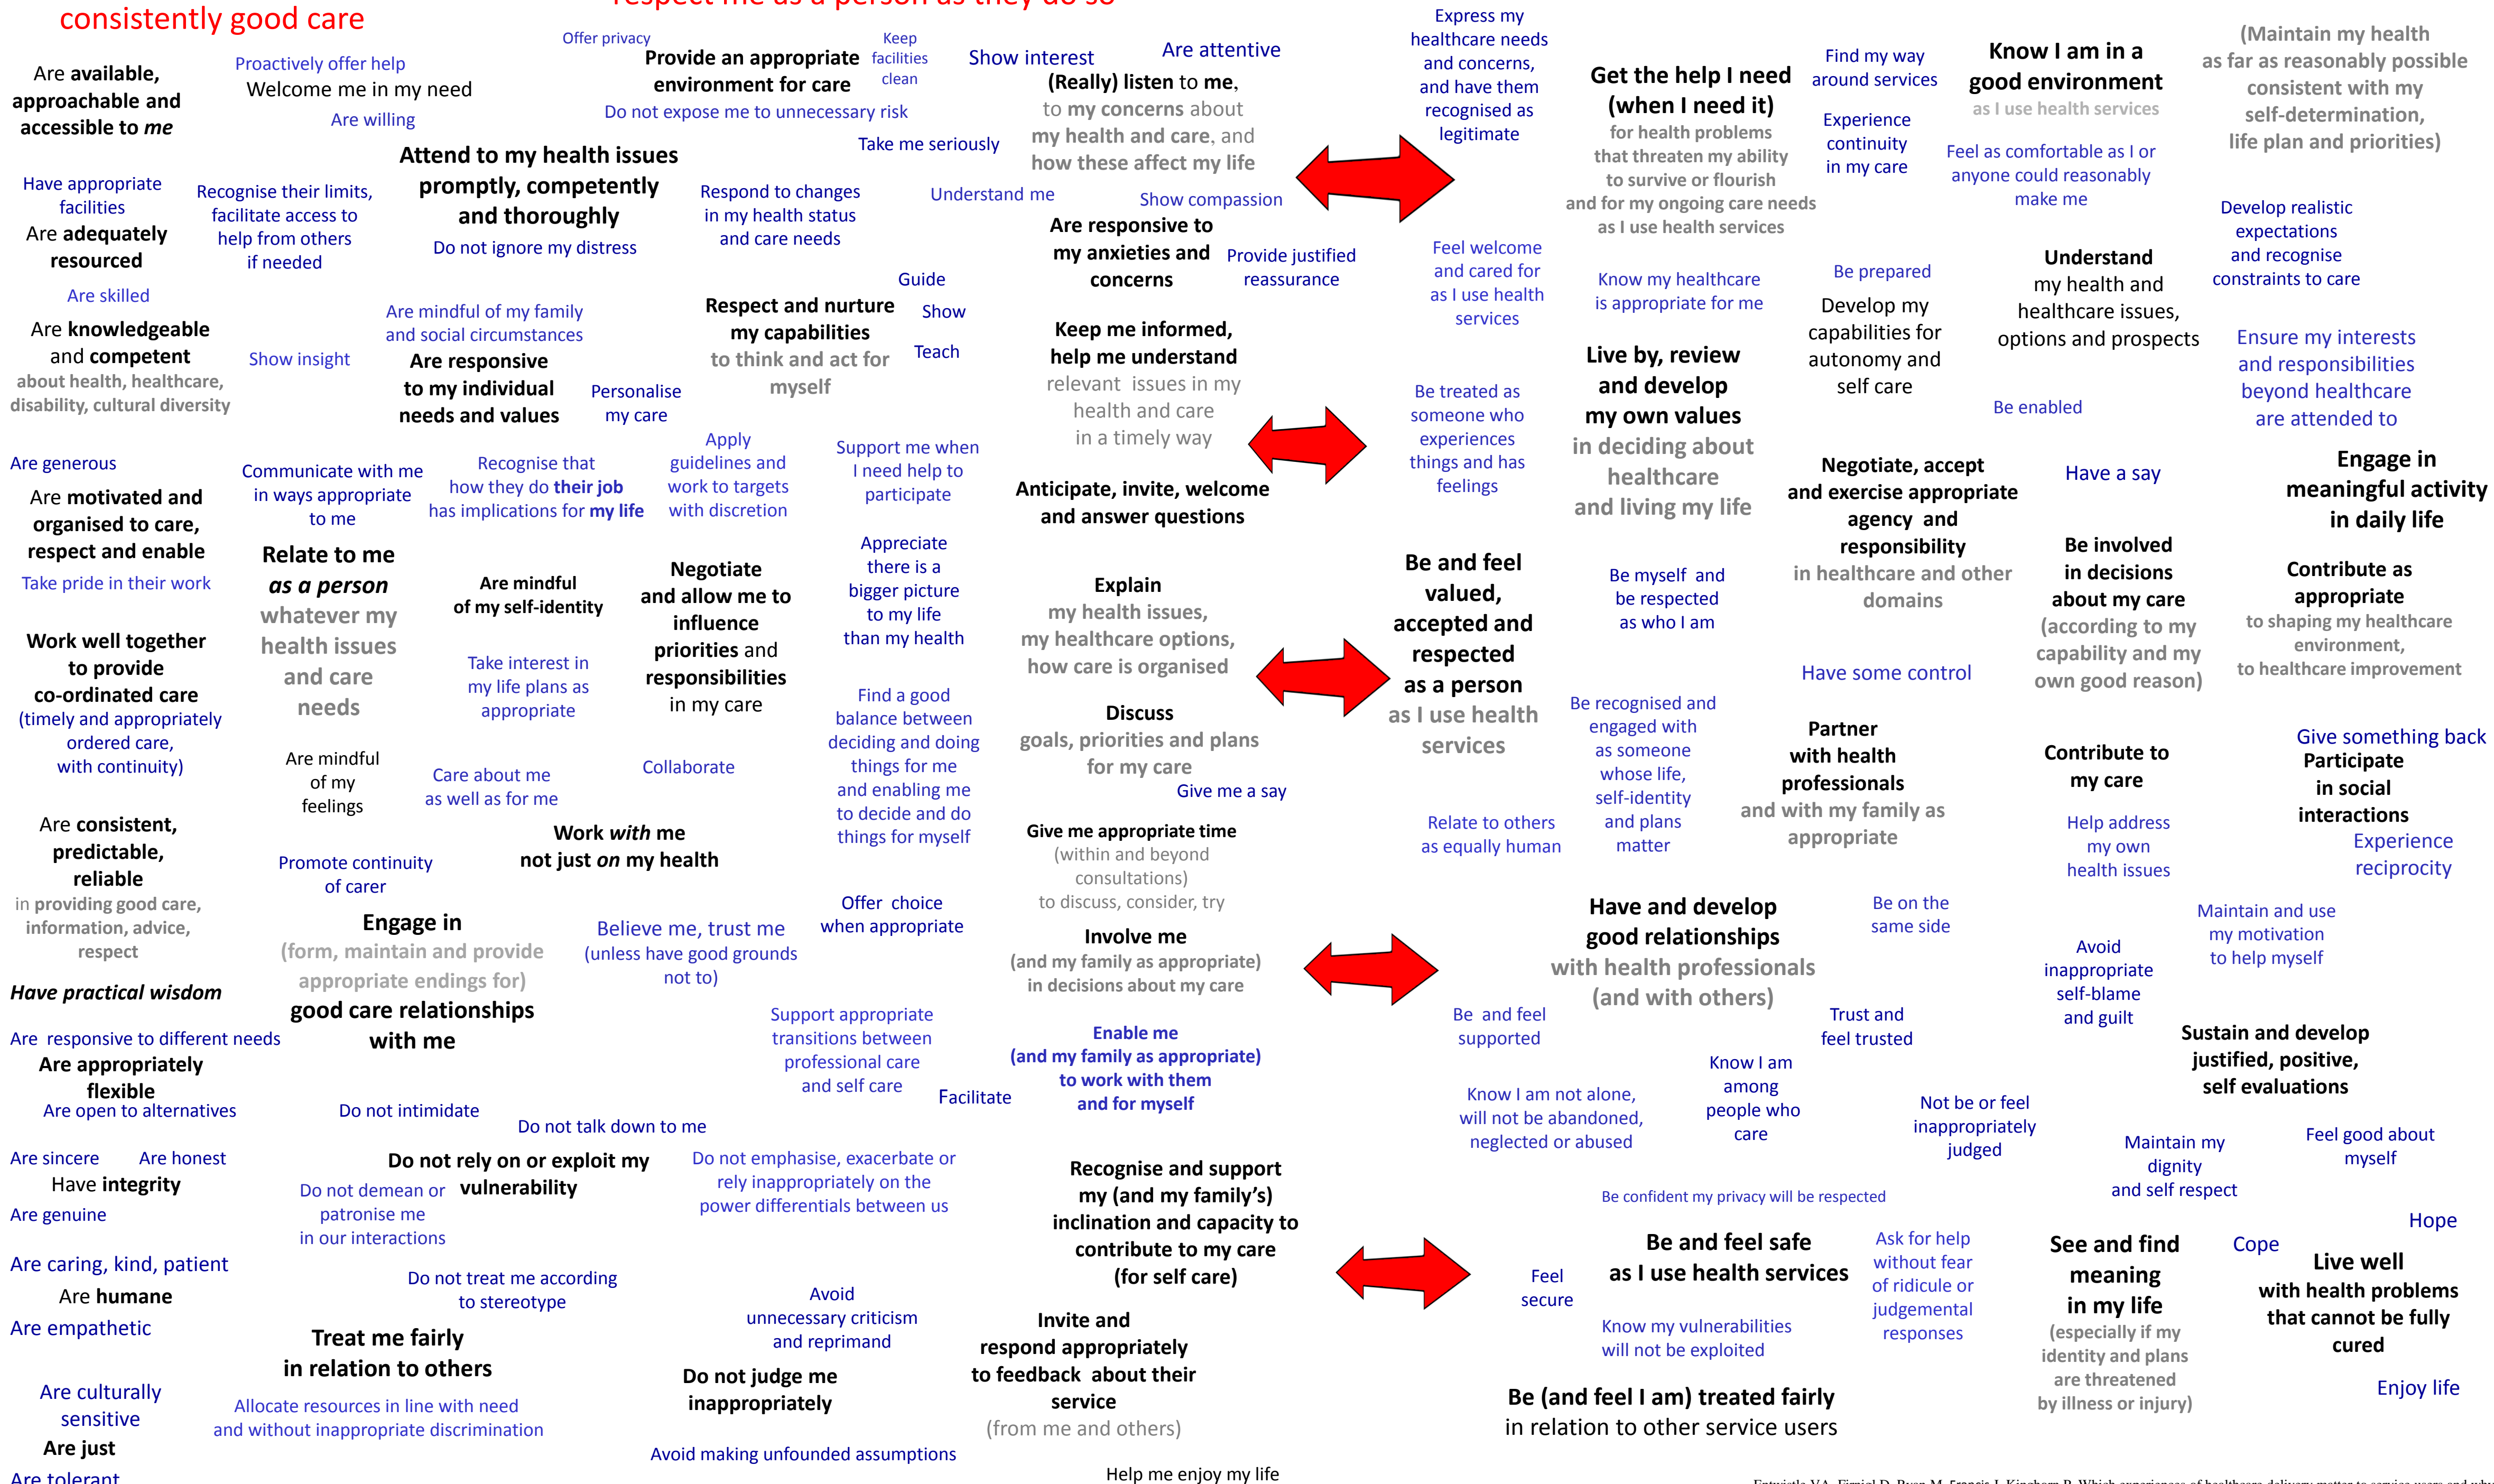 consistently good care
respect me as a person as they do so
Are available,
approachable and
accessible to me
Proactively offer help
Welcome me in my need
Are willing
Offer privacy
Provide an appropriate
environment for care
Keep
facilities
clean
Do not expose me to unnecessary risk
Show interest
Are attentive
(Really) listen to me,
to my concerns about
my health and care, and
how these affect my life
Take me seriously
Understand me
Show compassion
Attend to my health issues
promptly, competently
and thoroughly
Do not ignore my distress
Have appropriate
facilities
Are adequately
resourced
Recognise their limits,
facilitate access to
help from others
if needed
Respond to changes
in my health status
and care needs
Are responsive to
my anxieties and
concerns
Provide justified
reassurance
Are skilled
Are knowledgeable
and competent
about health, healthcare,
disability, cultural diversity
Show insight
Are mindful of my family
and social circumstances
Are responsive
to my individual
needs and values
Personalise
my care
Respect and nurture
my capabilities
to think and act for
myself
Guide
Show
Teach
Keep me informed,
help me understand
relevant issues in my
health and care
in a timely way
Are generous
Are motivated and
organised to care,
respect and enable
Take pride in their work
Communicate with me
in ways appropriate
to me
Recognise that
how they do their job
has implications for my life
Apply
guidelines and
work to targets
with discretion
Support me when
I need help to
participate
Anticipate, invite, welcome
and answer questions
Relate to me
as a person
whatever my
health issues
and care
needs
Are mindful
of my self-identity
Negotiate
and allow me to
influence
priorities and
responsibilities
in my care
Appreciate
there is a
bigger picture
to my life
than my health
Explain
my health issues,
my healthcare options,
how care is organised
Work well together
to provide
co-ordinated care
(timely and appropriately
ordered care,
with continuity)
Take interest in
my life plans as
appropriate
Find a good
balance between
deciding and doing
things for me
and enabling me
to decide and do
things for myself
Discuss
goals, priorities and plans
for my care
Give me a say
Are mindful
of my
feelings
Care about me
as well as for me
Collaborate
Are consistent,
predictable,
reliable
in providing good care,
information, advice,
respect
Work with me
not just on my health
Give me appropriate time
(within and beyond
consultations)
to discuss, consider, try
Promote continuity
of carer
Offer choice
when appropriate
Engage in
(form, maintain and provide
appropriate endings for)
good care relationships
with me
Believe me, trust me
(unless have good grounds
not to)
Involve me
(and my family as appropriate)
in decisions about my care
Have practical wisdom
Are responsive to different needs
Are appropriately
flexible
Are open to alternatives
Support appropriate
transitions between
professional care
and self care
Facilitate
Enable me
(and my family as appropriate)
to work with them
and for myself
Do not intimidate
Do not talk down to me
Are sincere
Are honest
Have integrity
Are genuine
Do not rely on or exploit my
vulnerability
Do not demean or
patronise me
in our interactions
Do not emphasise, exacerbate or
rely inappropriately on the
power differentials between us
Recognise and support
my (and my family’s)
inclination and capacity to
contribute to my care
(for self care)
Are caring, kind, patient
Are humane
Are empathetic
Do not treat me according
to stereotype
Avoid
unnecessary criticism
and reprimand
Treat me fairly
in relation to others
Invite and
respond appropriately
to feedback about their
service
(from me and others)
Do not judge me
inappropriately
Are culturally
sensitive
Are just
Are tolerant
Allocate resources in line with need
and without inappropriate discrimination
Avoid making unfounded assumptions
Help me enjoy my life
Express my
healthcare needs
and concerns,
and have them
recognised as
legitimate
Get the help I need
(when I need it)
for health problems
that threaten my ability
to survive or flourish
and for my ongoing care needs
as I use health services
Find my way
around services
Experience
continuity
in my care
Know I am in a
good environment
as I use health services
Feel as comfortable as I or
anyone could reasonably
make me
(Maintain my health
as far as reasonably possible
consistent with my
self-determination,
life plan and priorities)
Develop realistic
expectations
and recognise
constraints to care
Feel welcome
and cared for
as I use health
services
Know my healthcare
is appropriate for me
Be prepared
Develop my
capabilities for
autonomy and
self care
Understand
my health and
healthcare issues,
options and prospects
Be enabled
Ensure my interests
and responsibilities
beyond healthcare
are attended to
Live by, review
and develop
my own values
in deciding about
healthcare
and living my life
Be treated as
someone who
experiences
things and has
feelings
Negotiate, accept
and exercise appropriate
agency and
responsibility
in healthcare and other
domains
Have a say
Engage in
meaningful activity
in daily life
Be and feel
valued,
accepted and
respected
as a person
as I use health
services
Be myself and
be respected
as who I am
Be involved
in decisions
about my care
(according to my
capability and my
own good reason)
Contribute as
appropriate
to shaping my healthcare
environment,
to healthcare improvement
Have some control
Be recognised and
engaged with
as someone
whose life,
self-identity
and plans
matter
Partner
with health
professionals
and with my family as
appropriate
Contribute to
my care
Give something back
Participate
in social
interactions
Experience
reciprocity
Relate to others
as equally human
Help address
my own
health issues
Have and develop
good relationships
with health professionals
(and with others)
Be on the
same side
Maintain and use
my motivation
to help myself
Avoid
inappropriate
self-blame
and guilt
Be and feel
supported
Trust and
feel trusted
Sustain and develop
justified, positive,
self evaluations
Know I am
among
people who
care
Know I am not alone,
will not be abandoned,
neglected or abused
Not be or feel
inappropriately
judged
Maintain my
dignity
and self respect
Feel good about
myself
Be confident my privacy will be respected
Be and feel safe
as I use health services
Feel
secure
Know my vulnerabilities
will not be exploited
Ask for help
without fear
of ridicule or
judgemental
responses
See and find
meaning
in my life
(especially if my
identity and plans
are threatened
by illness or injury)
Hope
Cope
Live well
with health problems
that cannot be fully
cured
Enjoy life
Be (and feel I am) treated fairly
in relation to other service users
Entwistle VA, Firnigl D, Ryan M, Francis J, Kinghorn P. Which experiences of healthcare delivery matter to service users and why